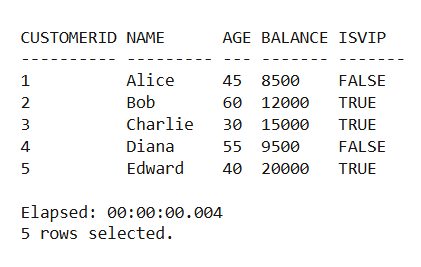 CUSTOMERID NAME      AGE BALANCE ISVIP
---------- --------- --- ------- -------
1          Alice     45  8500    FALSE
2          Bob       60  12000   TRUE
3          Charlie   30  15000   TRUE
4          Diana     55  9500    FALSE
5          Edward    40  20000   TRUE

Elapsed: 00:00:00.004
5 rows selected.